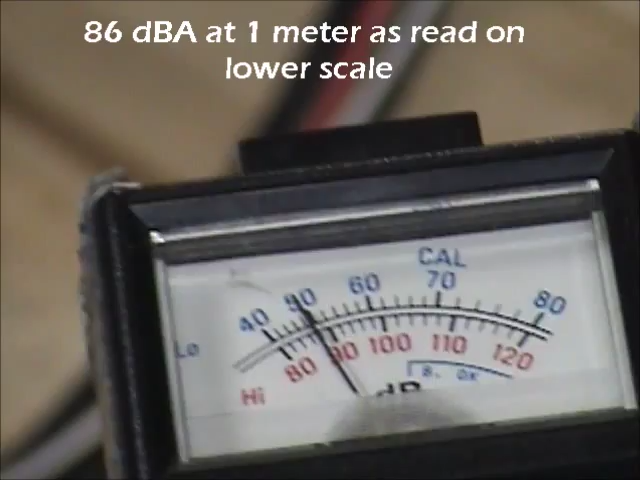 86 dBA at 1 meter as read on
lower scale
CAL
40 50 60 70 80
Lo
80 90 100 110 120
Hi
dB